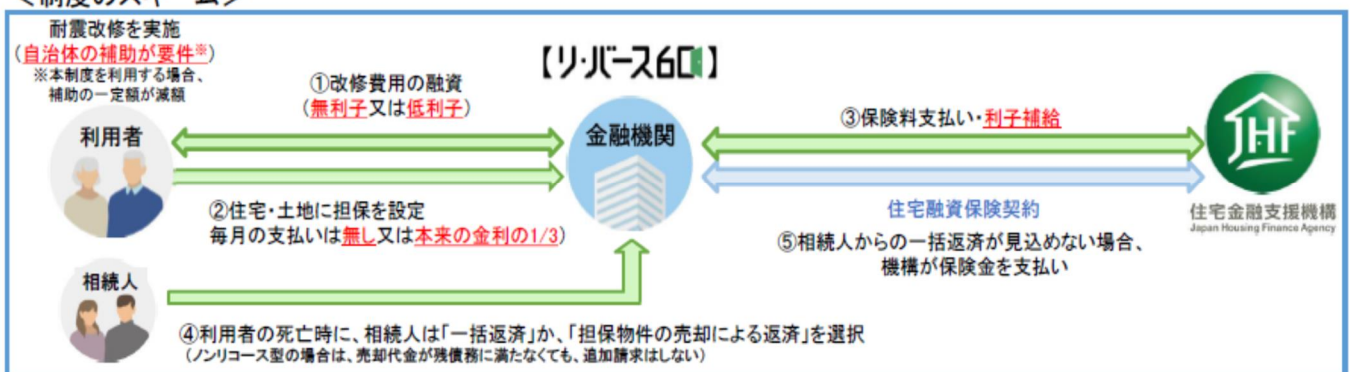 <制度のスキーム>
耐震改修を実施
(自治体の補助が要件※)
※本制度を利用する場合、
補助の一定額が減額
利用者
①改修費用の融資
(無利子又は低利子)
【リ・バース60】
金融機関
③保険料支払い・利子補給
JHF
住宅金融支援機構
Japan Housing Finance Agency
②住宅・土地に担保を設定
毎月の支払いは無し又は本来の金利の1/3)
住宅融資保険契約
⑤相続人からの一括返済が見込めない場合、
機構が保険金を支払い
相続人
④利用者の死亡時に、相続人は「一括返済」か、「担保物件の売却による返済」を選択
(ノンリコース型の場合は、売却代金が残債務に満たなくても、追加請求はしない)